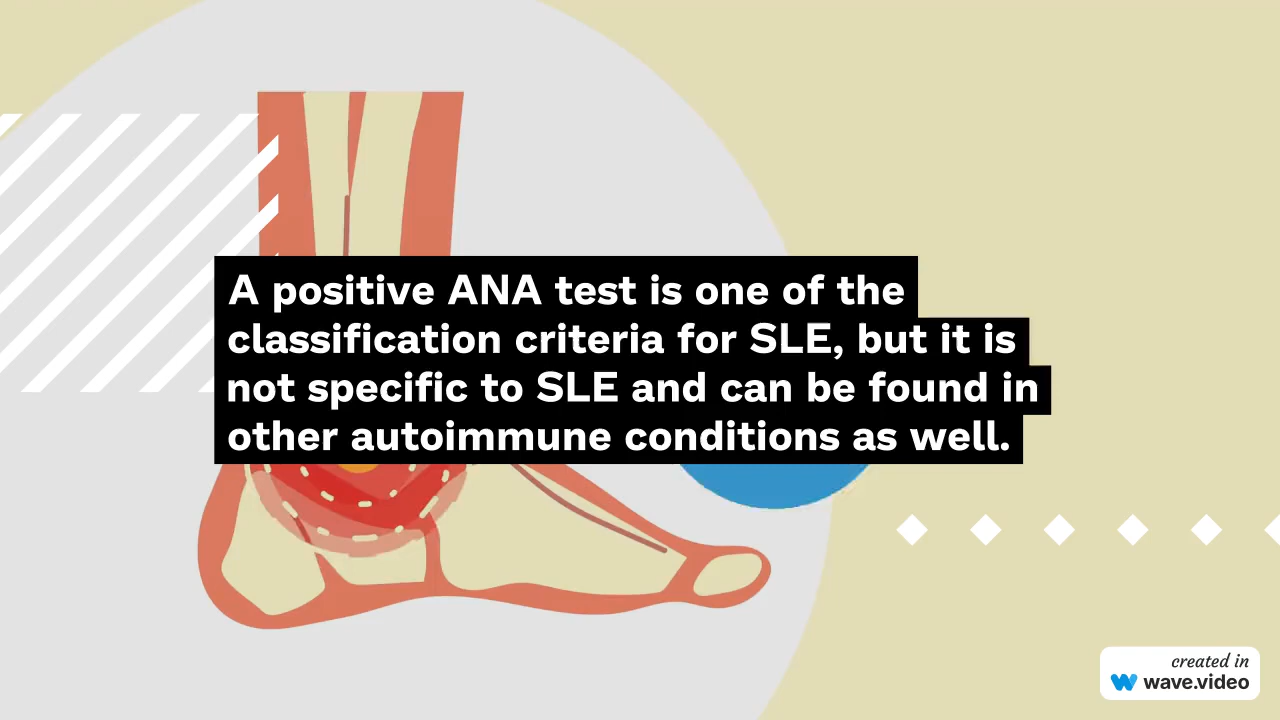 A positive ANA test is one of the
classification criteria for SLE, but it is
not specific to SLE and can be found in
other autoimmune conditions as well.
created in
wave.video